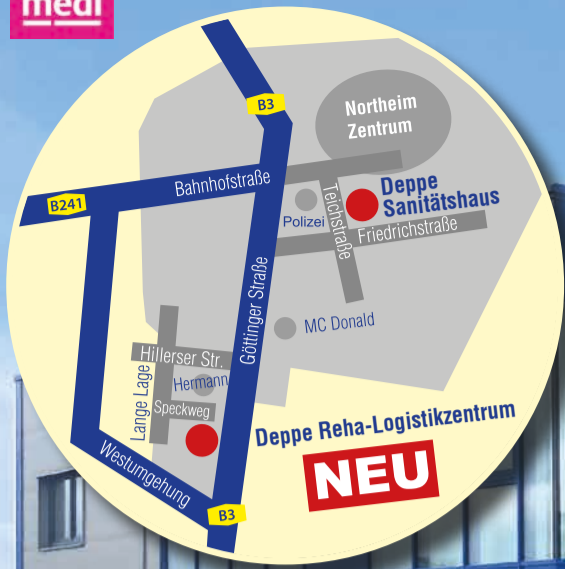 medi
B3
Northeim
Zentrum
Bahnhofstraße
B241
Deppe
Sanitätshaus
Polizei
Teichstraße
Friedrichstraße
Göttinger Straße
MC Donald
Hillerser Str.
Hermann
Lange Lage
Speckweg
Deppe Reha-Logistikzentrum
NEU
Westumgehung
B3